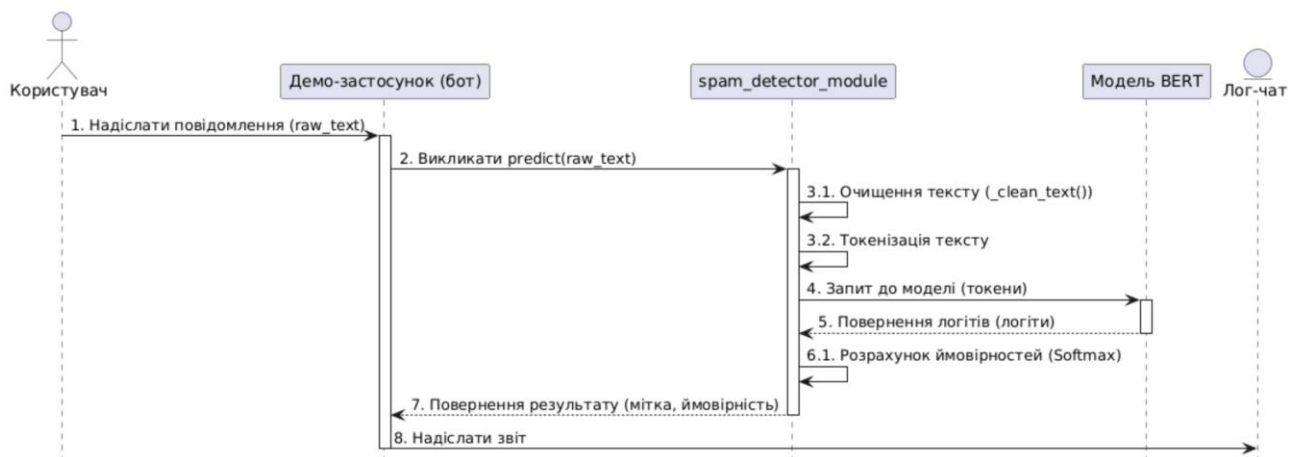 Користувач
Демо-застосунок (бот)
spam_detector_module
Модель BERT
Лог-чат
1. Надіслати повідомлення (raw_text)
2. Викликати predict(raw_text)
3.1. Очищення тексту (_clean_text())
3.2. Токенізація тексту
4. Запит до моделі (токени)
5. Повернення логітів (логіти)
6.1. Розрахунок ймовірностей (Softmax)
7. Повернення результату (мітка, ймовірність)
8. Надіслати звіт